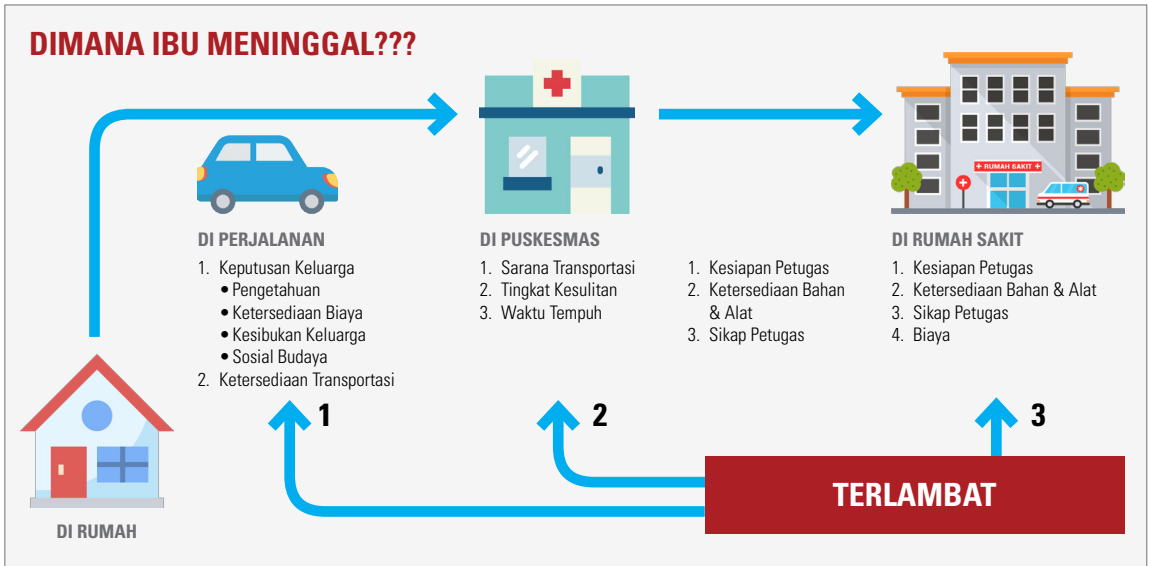 DIMANA IBU MENINGGAL???
+ RUMAH SAKIT +
DI PERJALANAN
1. Keputusan Keluarga
• Pengetahuan
• Ketersediaan Biaya
• Kesibukan Keluarga
• Sosial Budaya
2. Ketersediaan Transportasi
DI PUSKESMAS
1. Sarana Transportasi
2. Tingkat Kesulitan
3. Waktu Tempuh
1. Kesiapan Petugas
2. Ketersediaan Bahan
& Alat
3. Sikap Petugas
DI RUMAH SAKIT
1. Kesiapan Petugas
2. Ketersediaan Bahan & Alat
3. Sikap Petugas
4. Biaya
1
2
3
TERLAMBAT
DI RUMAH